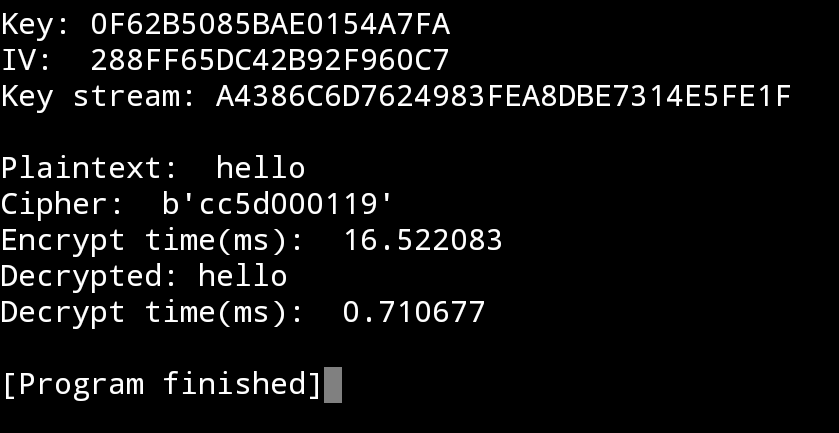 Key: 0F62B5085BAE0154A7FA
IV:  288FF65DC42B92F960C7
Key stream: A4386C6D7624983FEA8DBE7314E5FE1F
Plaintext:  hello
Cipher:  b'cc5d000119'
Encrypt time(ms):  16.522083
Decrypted: hello
Decrypt time(ms):  0.710677
[Program finished]